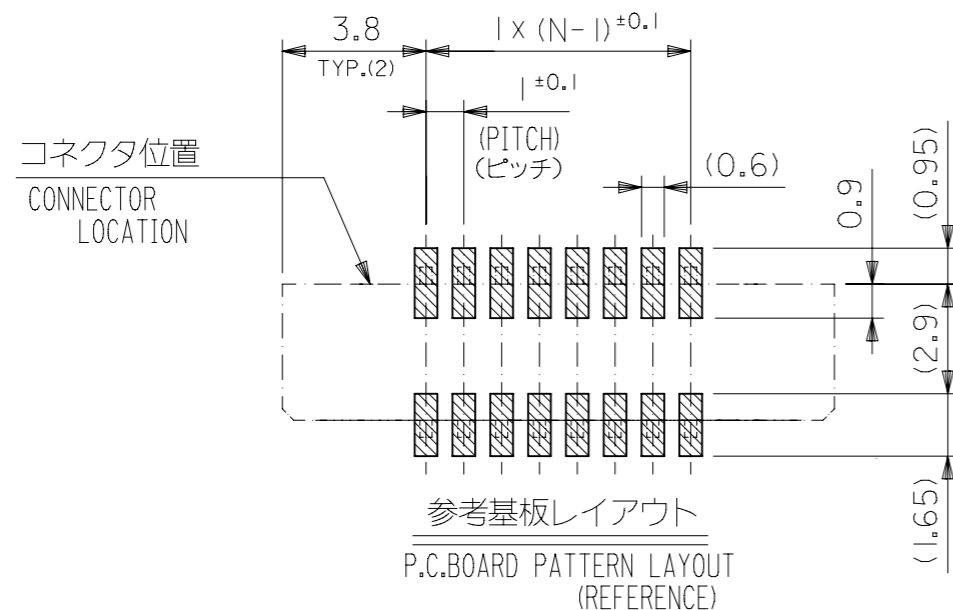 3.8
TYP.(2)
1 x (N-1)±0.1
1±0.1
(PITCH)
(ピッチ)
(0.6)
0.9
(0.95)
(2.9)
(1.65)
コネクタ位置
CONNECTOR
LOCATION
参考基板レイアウト
P.C.BOARD PATTERN LAYOUT
(REFERENCE)